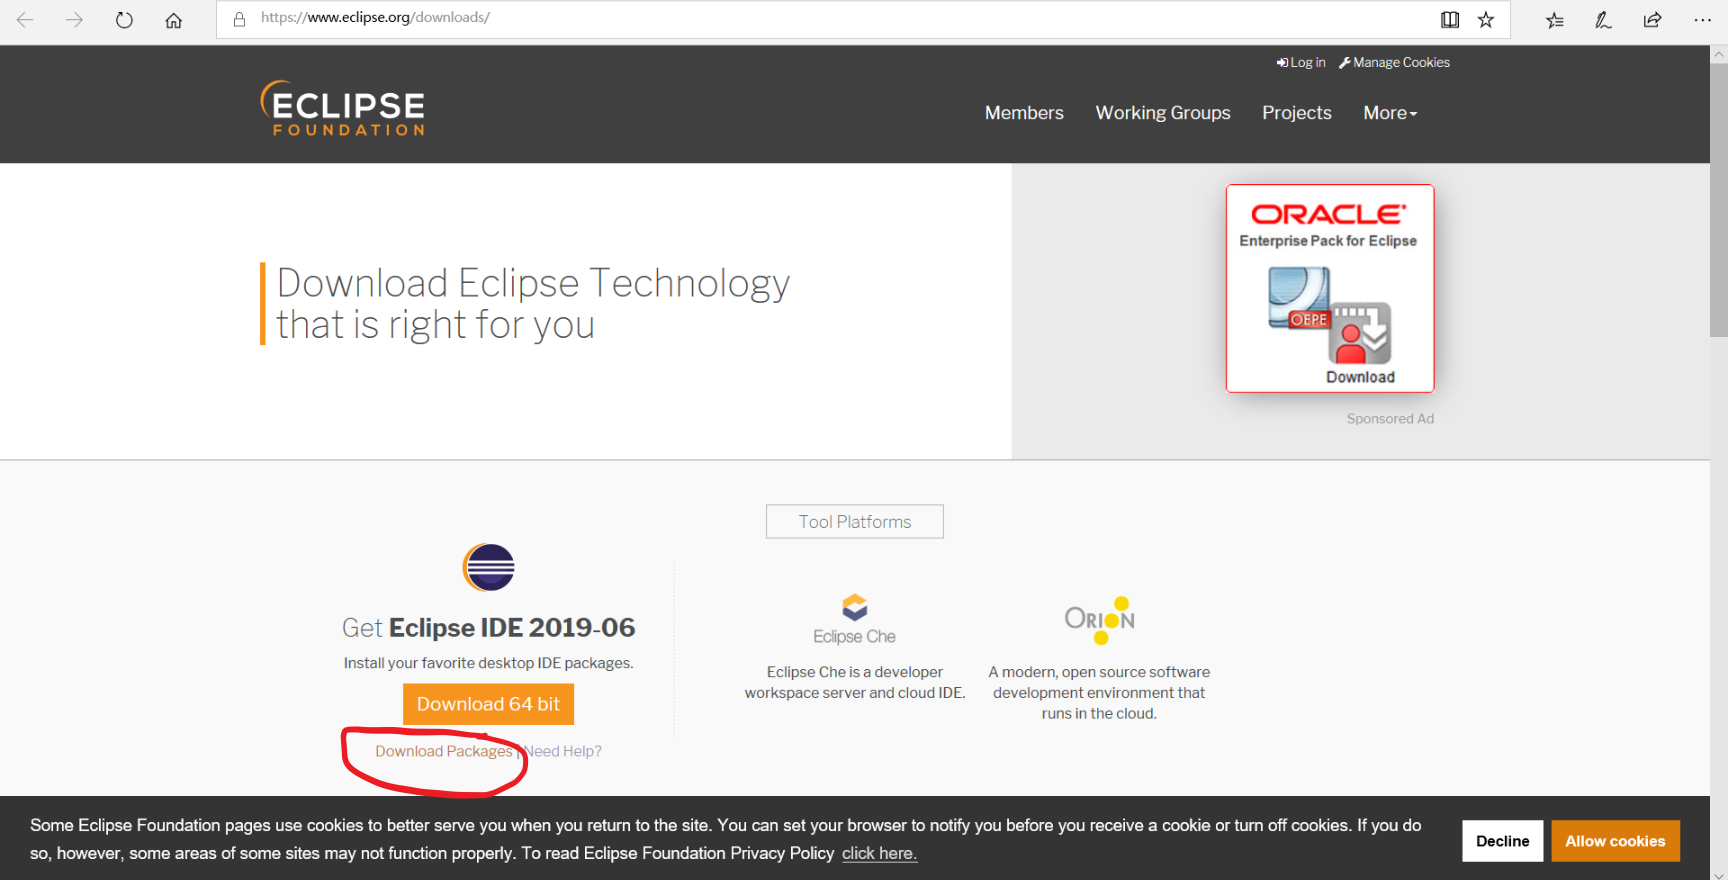 https://www.eclipse.org/downloads/
Log in Manage Cookies
ECLIPSE
FOUNDATION
Members Working Groups Projects More
Download Eclipse Technology
that is right for you
ORACLE
Enterprise Pack for Eclipse
OEPE
Download
Sponsored Ad
Tool Platforms
Get Eclipse IDE 2019-06
Install your favorite desktop IDE packages.
Download 64 bit
Download Packages | Need Help?
Eclipse Che
Eclipse Che is a developer
workspace server and cloud IDE.
ORION
A modern, open source software
development environment that
runs in the cloud.
Some Eclipse Foundation pages use cookies to better serve you when you return to the site. You can set your browser to notify you before you receive a cookie or turn off cookies. If you do
so, however, some areas of some sites may not function properly. To read Eclipse Foundation Privacy Policy click here.
Decline Allow cookies